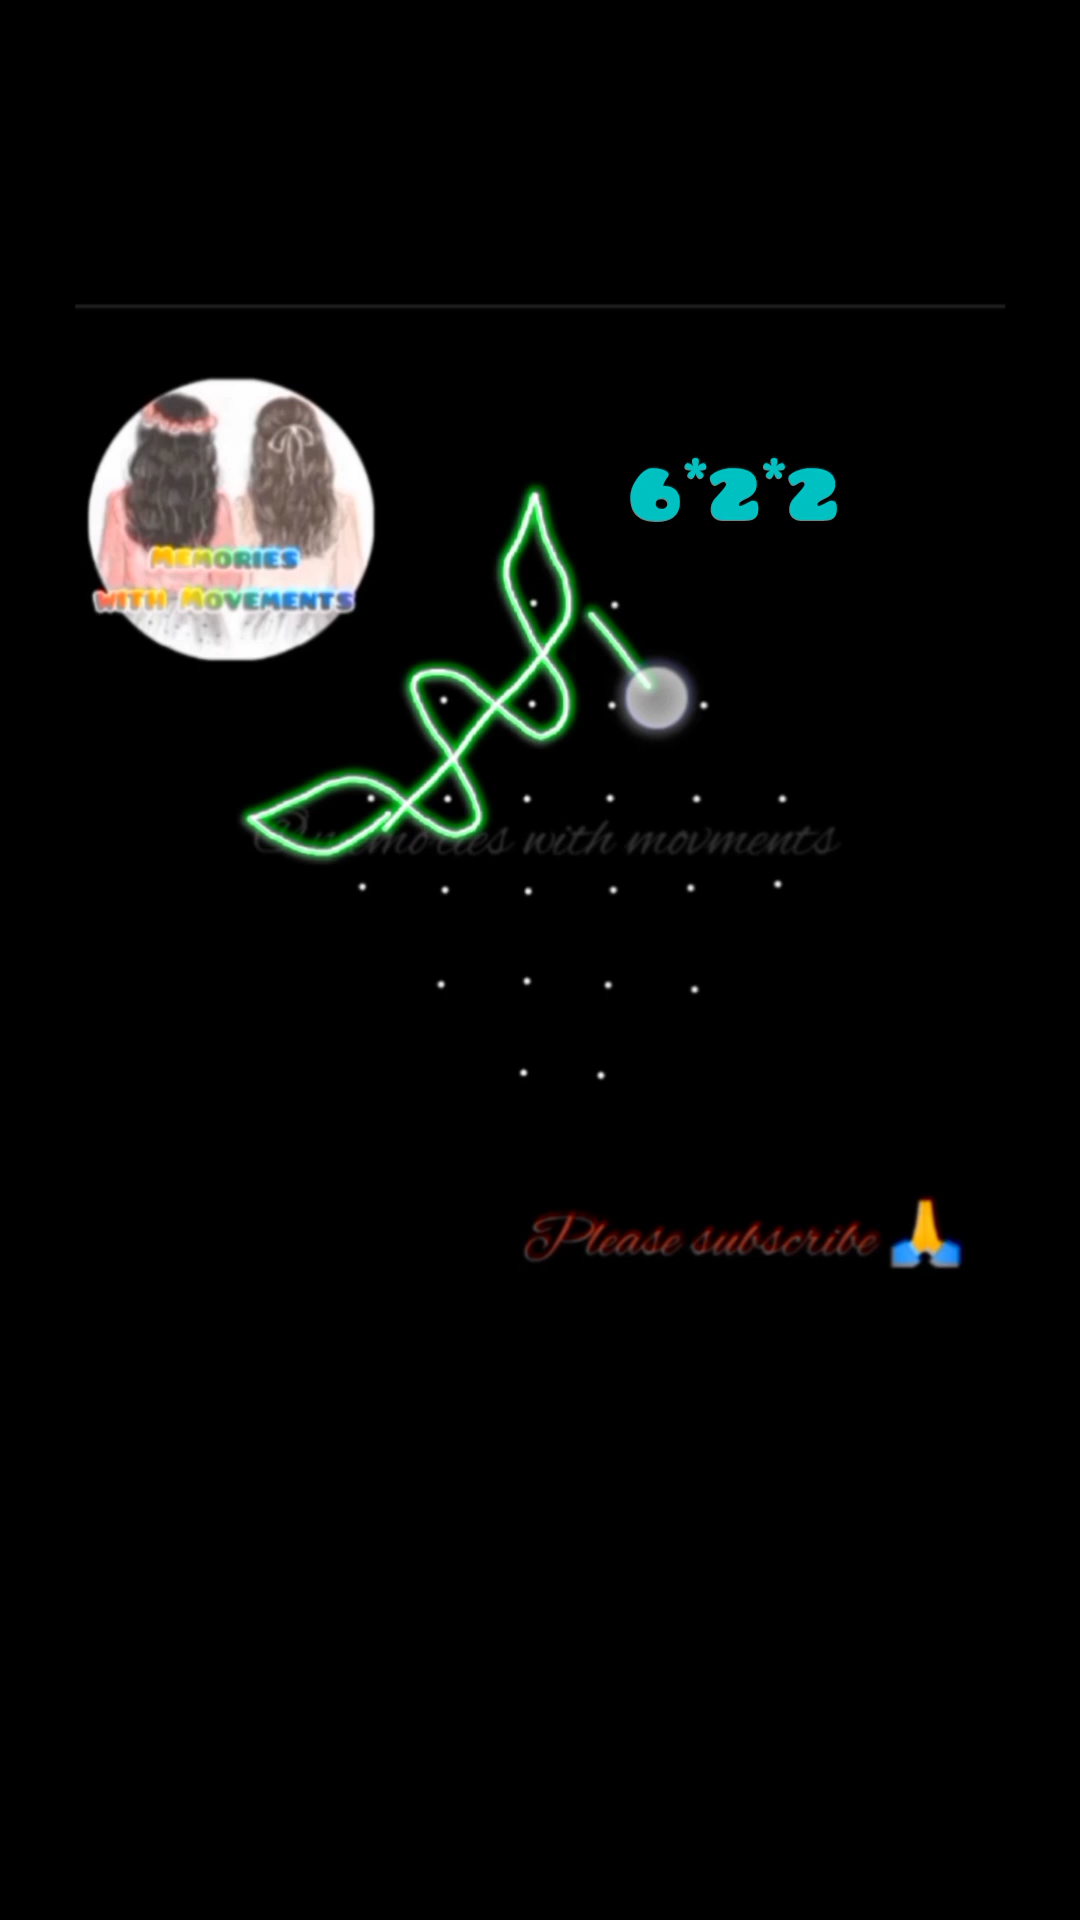 6*2*2
MEMORIES
WITH MOVEMENTS
@memories with movments
Please subscribe 🙏